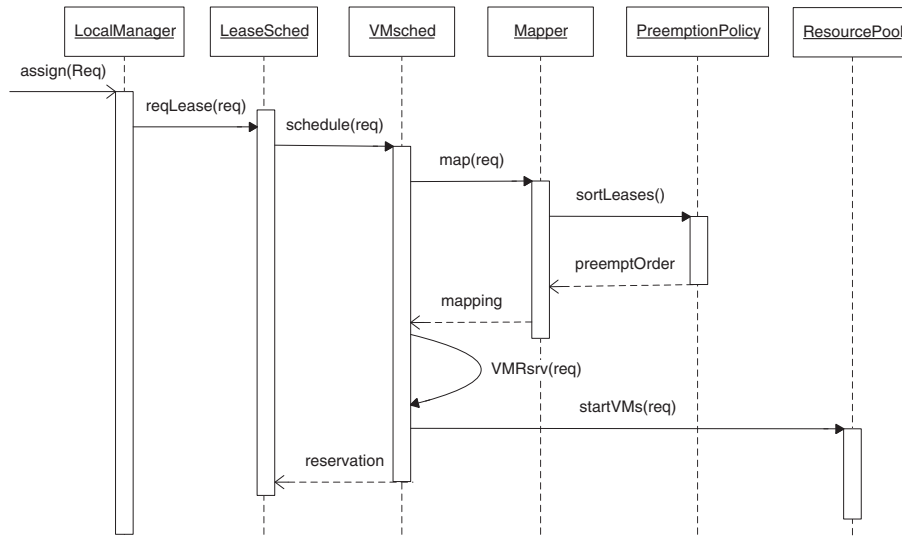 LocalManager
LeaseSched
VMsched
Mapper
PreemptionPolicy
ResourcePool
assign(Req)
reqLease(req)
schedule(req)
map(req)
sortLeases()
preemptOrder
mapping
VMRsrv(req)
startVMs(req)
reservation